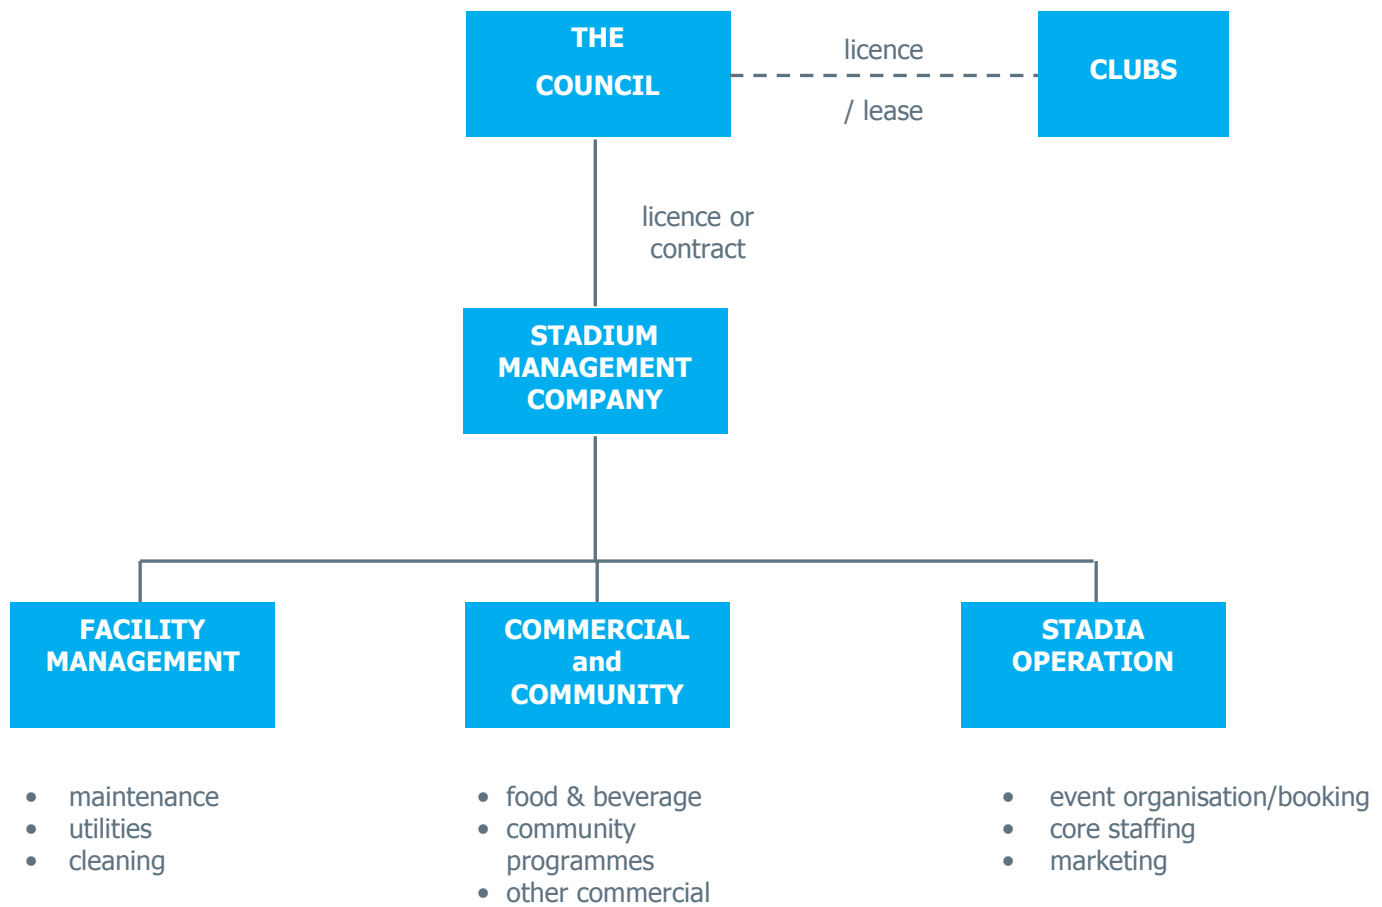 THE
COUNCIL
licence
/ lease
CLUBS
licence or
contract
STADIUM
MANAGEMENT
COMPANY
FACILITY
MANAGEMENT
COMMERCIAL
and
COMMUNITY
STADIA
OPERATION
• maintenance
• utilities
• cleaning
• food & beverage
• community
programmes
• other commercial
• event organisation/booking
• core staffing
• marketing